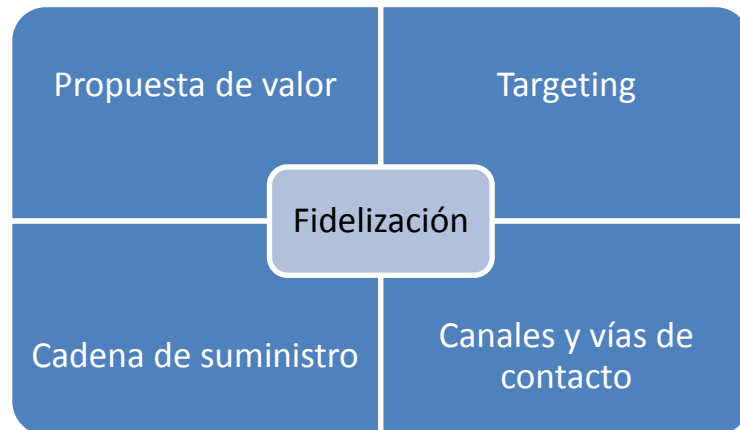 Propuesta de valor
Targeting
Fidelización
Cadena de suministro
Canales y vías de
contacto